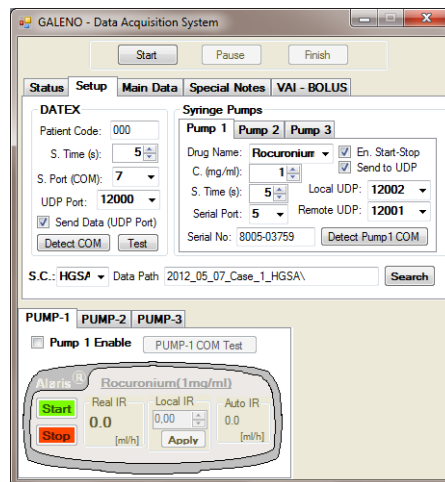 GALENO - Data Acquisition System
Start Pause Finish
Status Setup Main Data Special Notes VAI - BOLUS
DATEX
Patient Code: 000
S. Time (s): 5
S. Port (COM): 7
UDP Port: 12000
Send Data (UDP Port)
Detect COM Test
Syringe Pumps
Pump 1 Pump 2 Pump 3
Drug Name: Rocuronium En. Start-Stop
C. (mg/ml): 1 Send to UDP
S. Time (s): 5 Local UDP: 12002
Serial Port: 5 Remote UDP: 12001
Serial No: 8005-03759 Detect Pump1 COM
S.C.: HGSA Data Path 2012_05_07_Case_1_HGSA\ Search
PUMP-1 PUMP-2 PUMP-3
Pump 1 Enable PUMP-1 COM Test
Alaris ® Rocuronium(1mg/ml)
Start Real IR Local IR Auto IR
0.0 0,00 0.0
Stop [ml/h] Apply [ml/h]